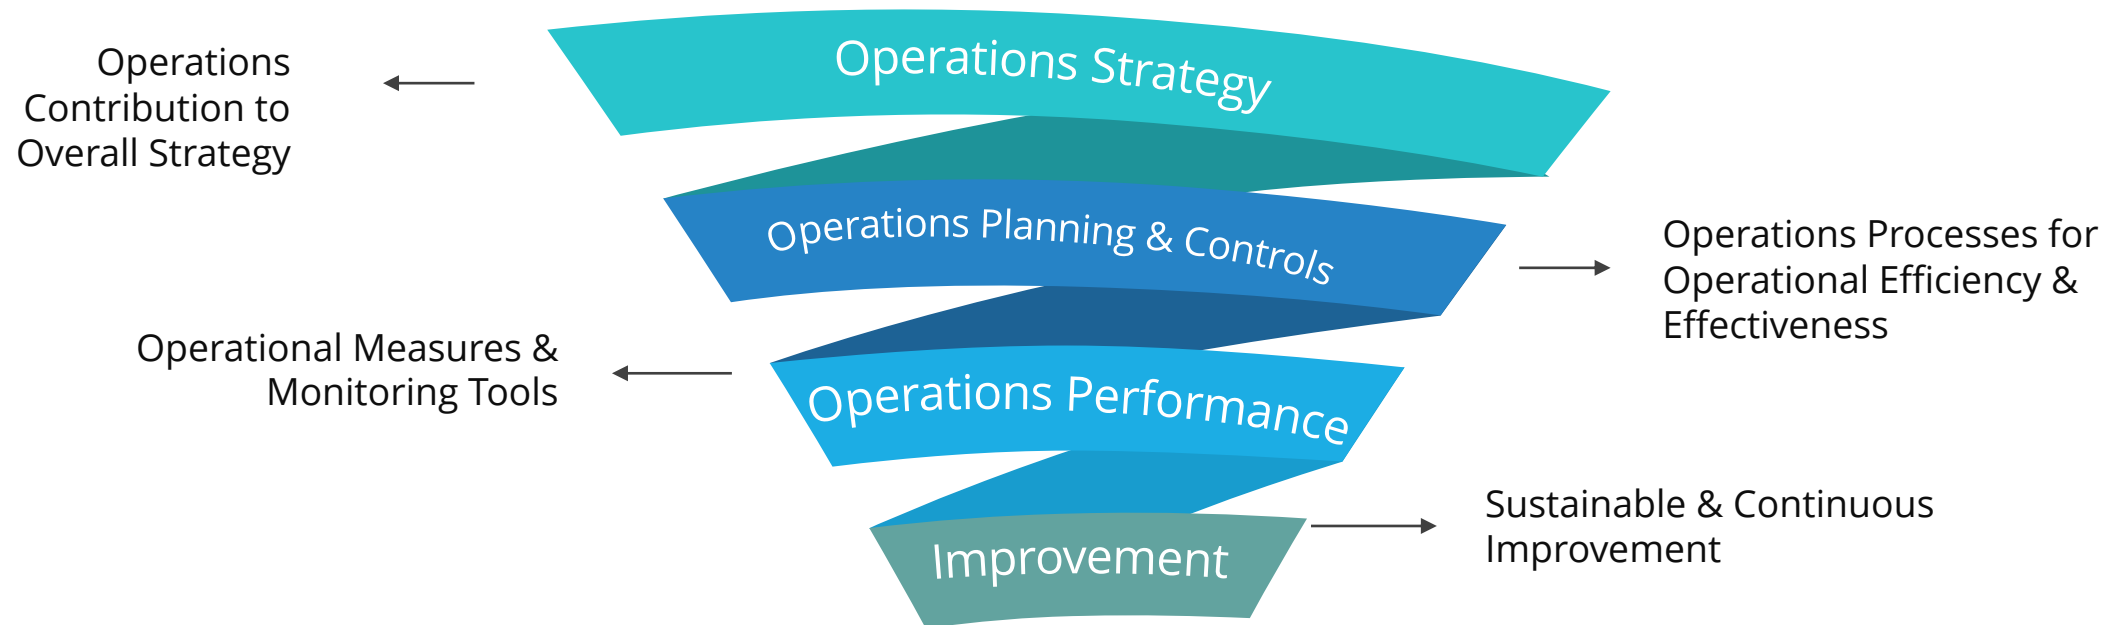 Operations Strategy
Operations
Contribution to
Overall Strategy
Operations Planning & Controls
Operations Processes for
Operational Efficiency &
Effectiveness
Operations Performance
Operational Measures &
Monitoring Tools
Improvement
Sustainable & Continuous
Improvement